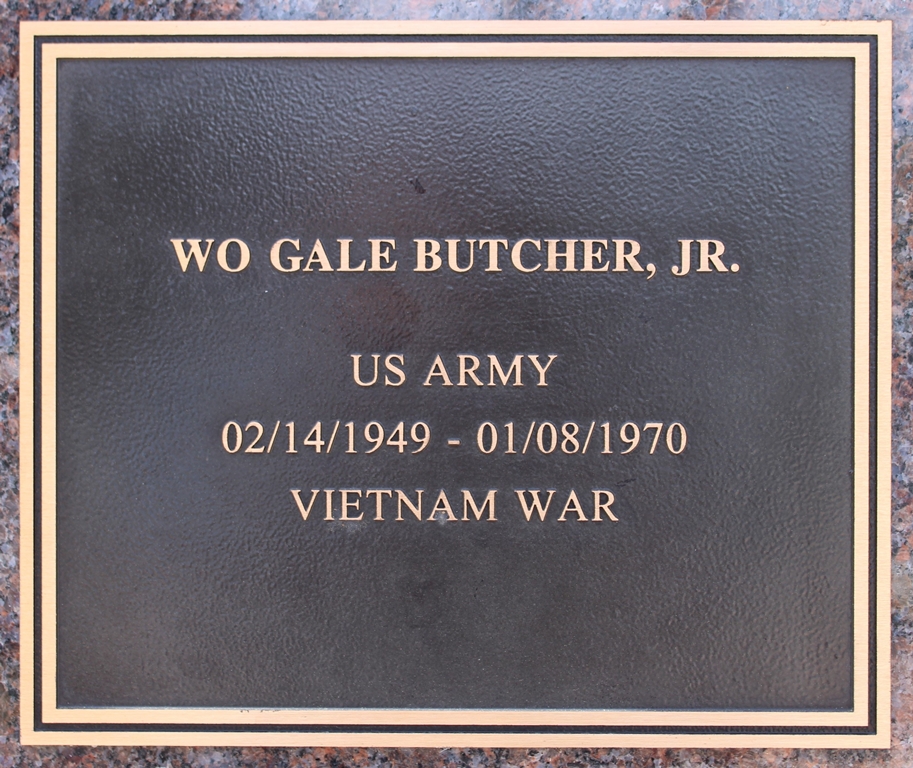 WO GALE BUTCHER, JR.
US ARMY
02/14/1949 - 01/08/1970
VIETNAM WAR